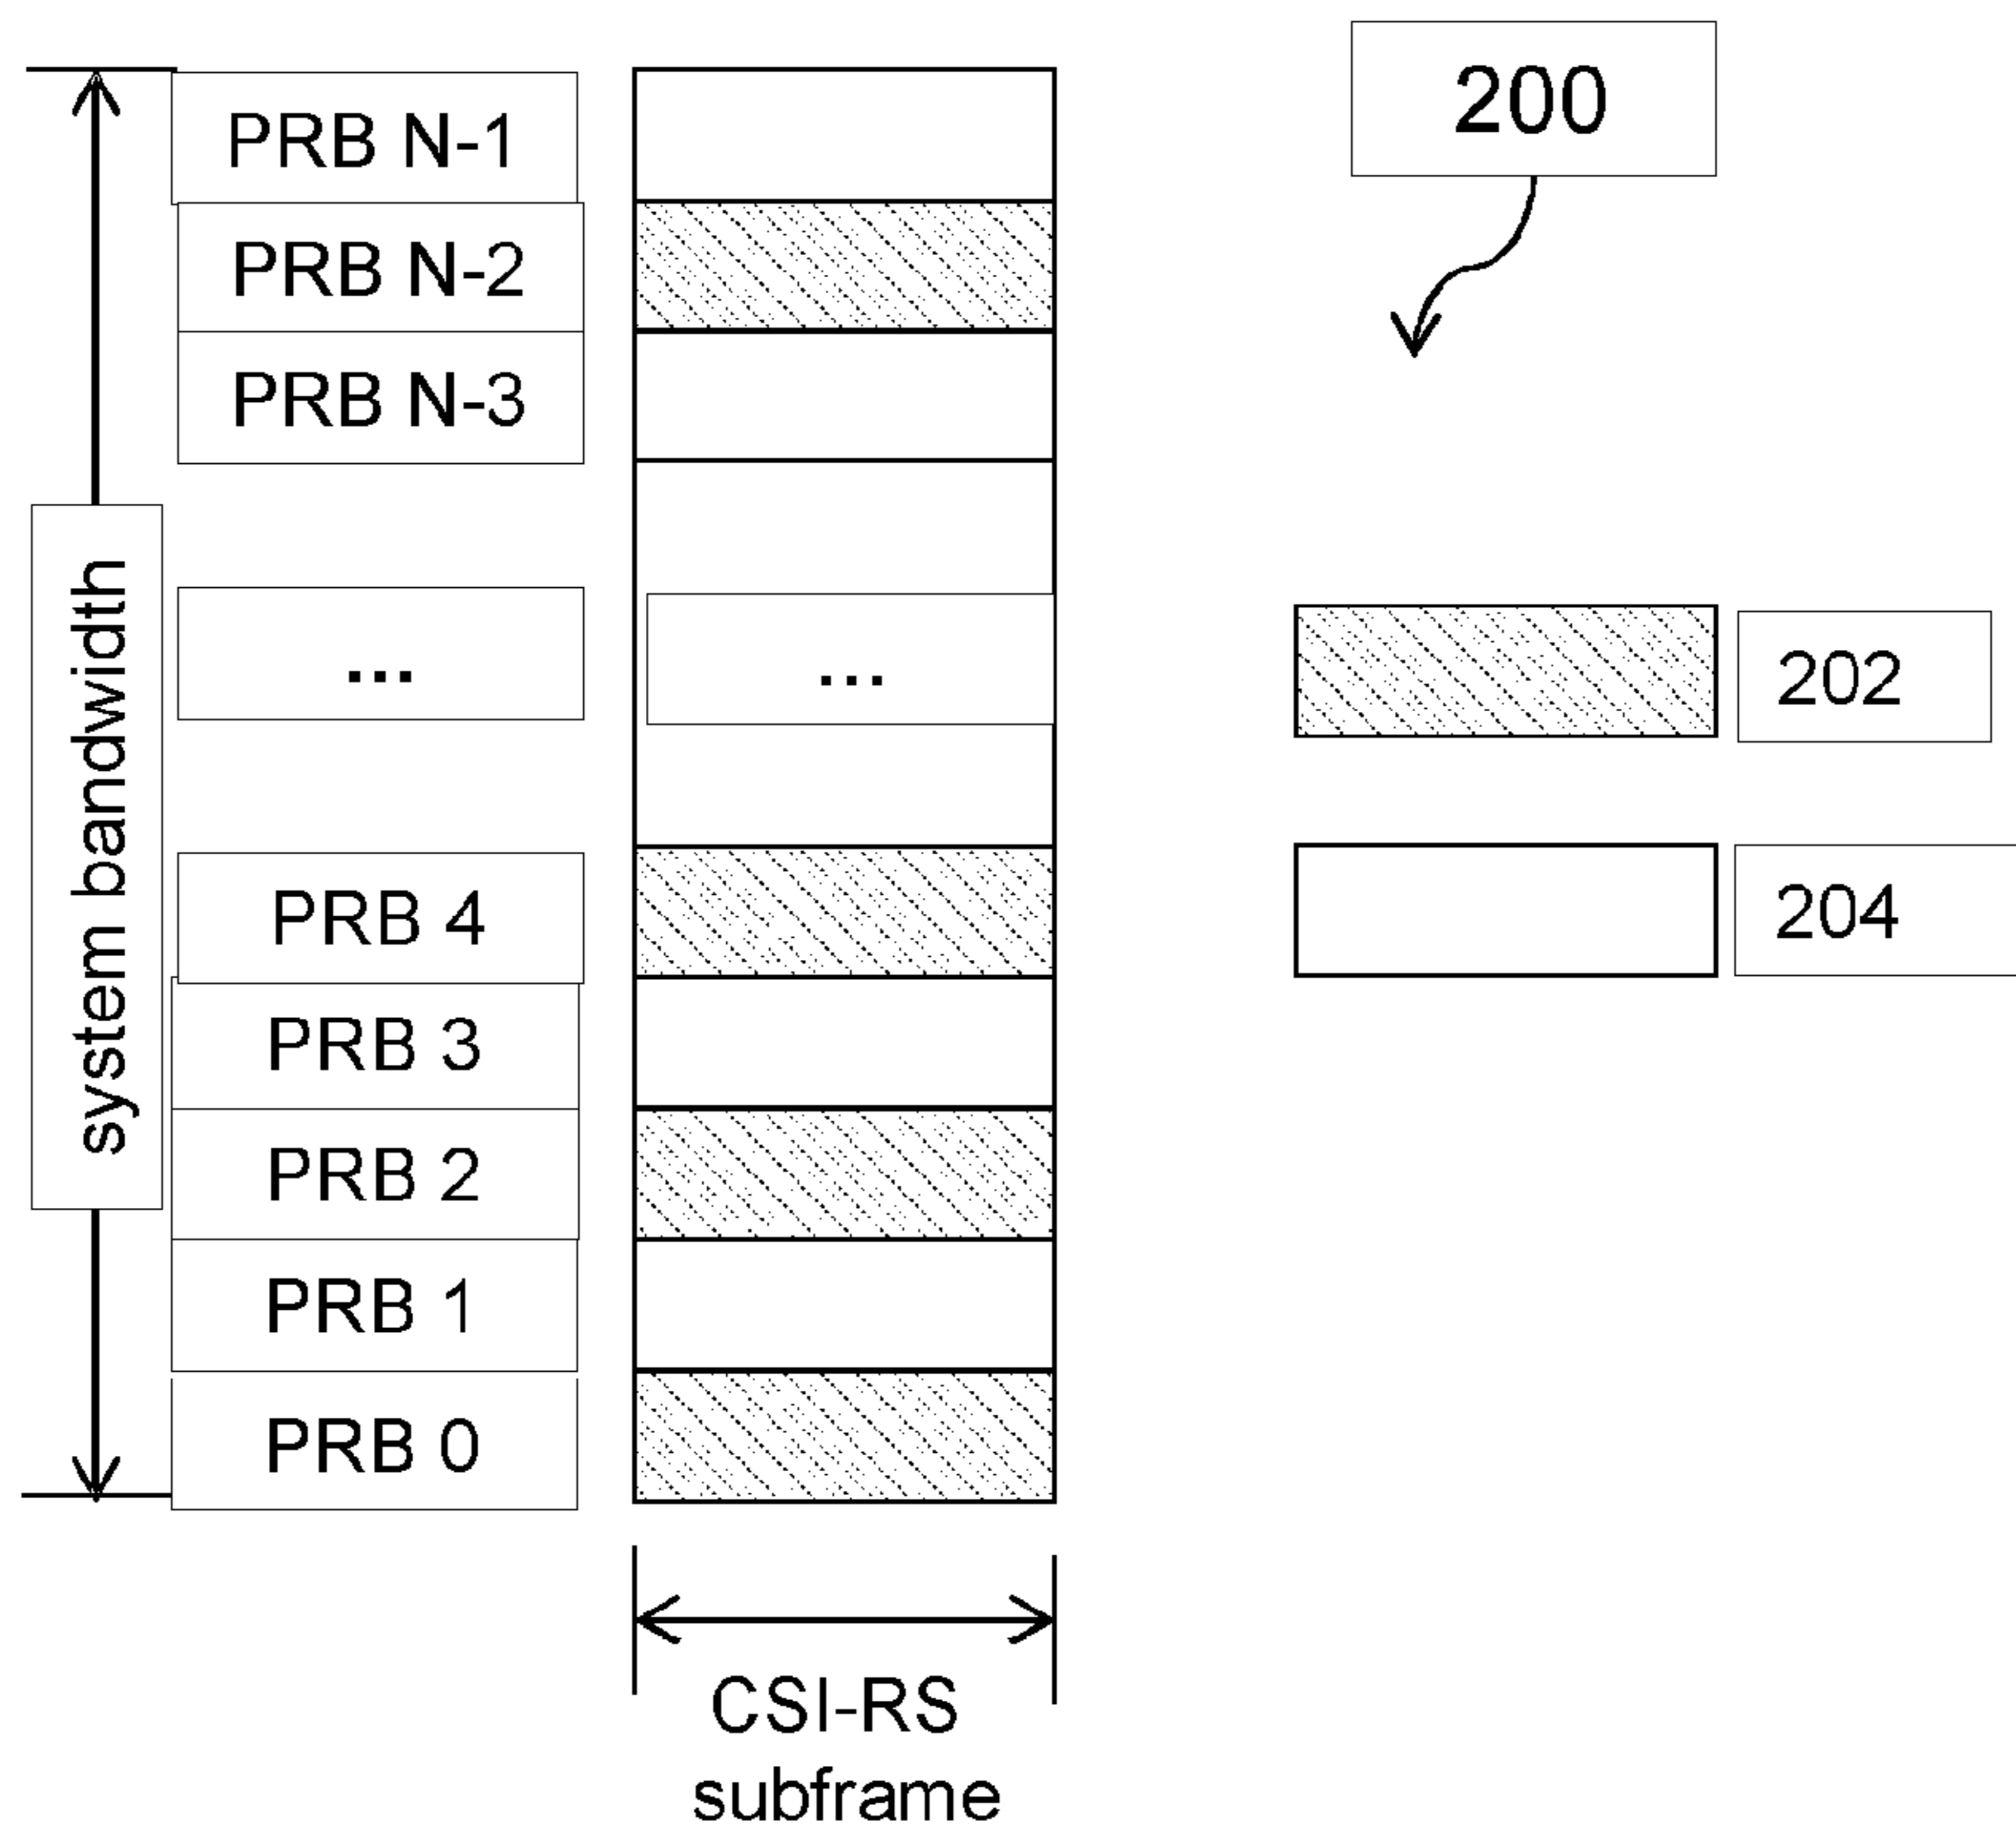 200
PRB N-1
PRB N-2
PRB N-3
...
...
202
204
system bandwidth
PRB 4
PRB 3
PRB 2
PRB 1
PRB 0
CSI-RS
subframe